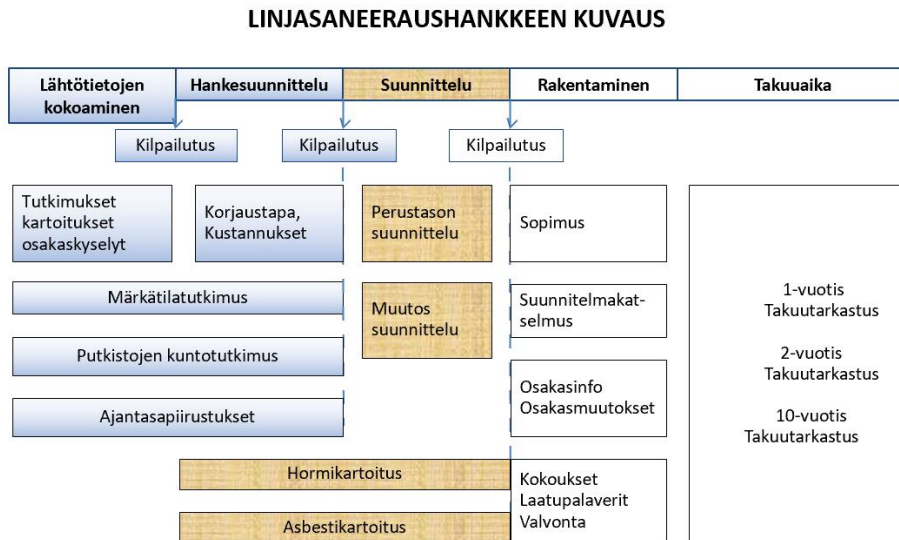 LINJASANEERAUSHANKKEEN KUVAUS
Lähtötietojen
kokoaminen
Hankesuunnittelu
Suunnittelu
Rakentaminen
Takuuaika
Kilpailutus
Kilpailutus
Kilpailutus
Tutkimukset
kartoitukset
osakaskyselyt
Korjaustapa,
Kustannukset
Perustason
suunnittelu
Sopimus
Märkätilatutkimus
Muutos
suunnittelu
Suunnitelmakat-
selmus
1-vuotis
Takuutarkastus
Putkistojen kuntotutkimus
2-vuotis
Takuutarkastus
Ajantasapiirustukset
Osakasinfo
Osakasmuutokset
10-vuotis
Takuutarkastus
Hormikartoitus
Kokoukset
Laatupalaverit
Valvonta
Asbestikartoitus